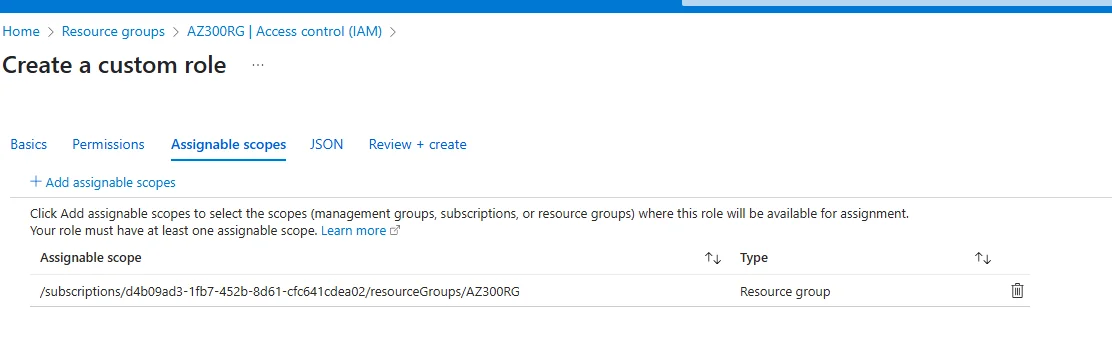 Home > Resource groups > AZ300RG | Access control (IAM) >
Create a custom role ...
Basics Permissions Assignable scopes JSON Review + create
+ Add assignable scopes
Click Add assignable scopes to select the scopes (management groups, subscriptions, or resource groups) where this role will be available for assignment.
Your role must have at least one assignable scope. Learn more
Assignable scope ↑↓ Type ↑↓
/subscriptions/d4b09ad3-1fb7-452b-8d61-cfc641cdea02/resourceGroups/AZ300RG Resource group